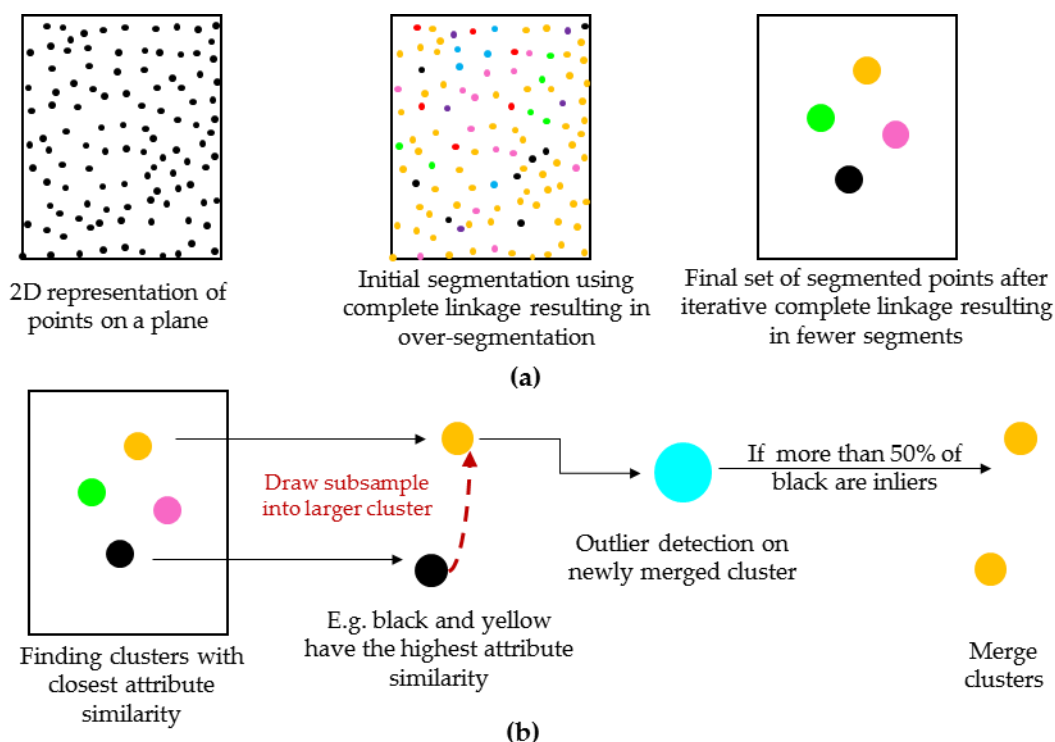 2D representation of
points on a plane
Initial segmentation using
complete linkage resulting in
over-segmentation
Final set of segmented points after
iterative complete linkage resulting
in fewer segments
(a)
Draw subsample
into larger cluster
If more than 50% of
black are inliers
Outlier detection on
newly merged cluster
E.g. black and yellow
have the highest attribute
similarity
Finding clusters with
closest attribute
similarity
Merge
clusters
(b)